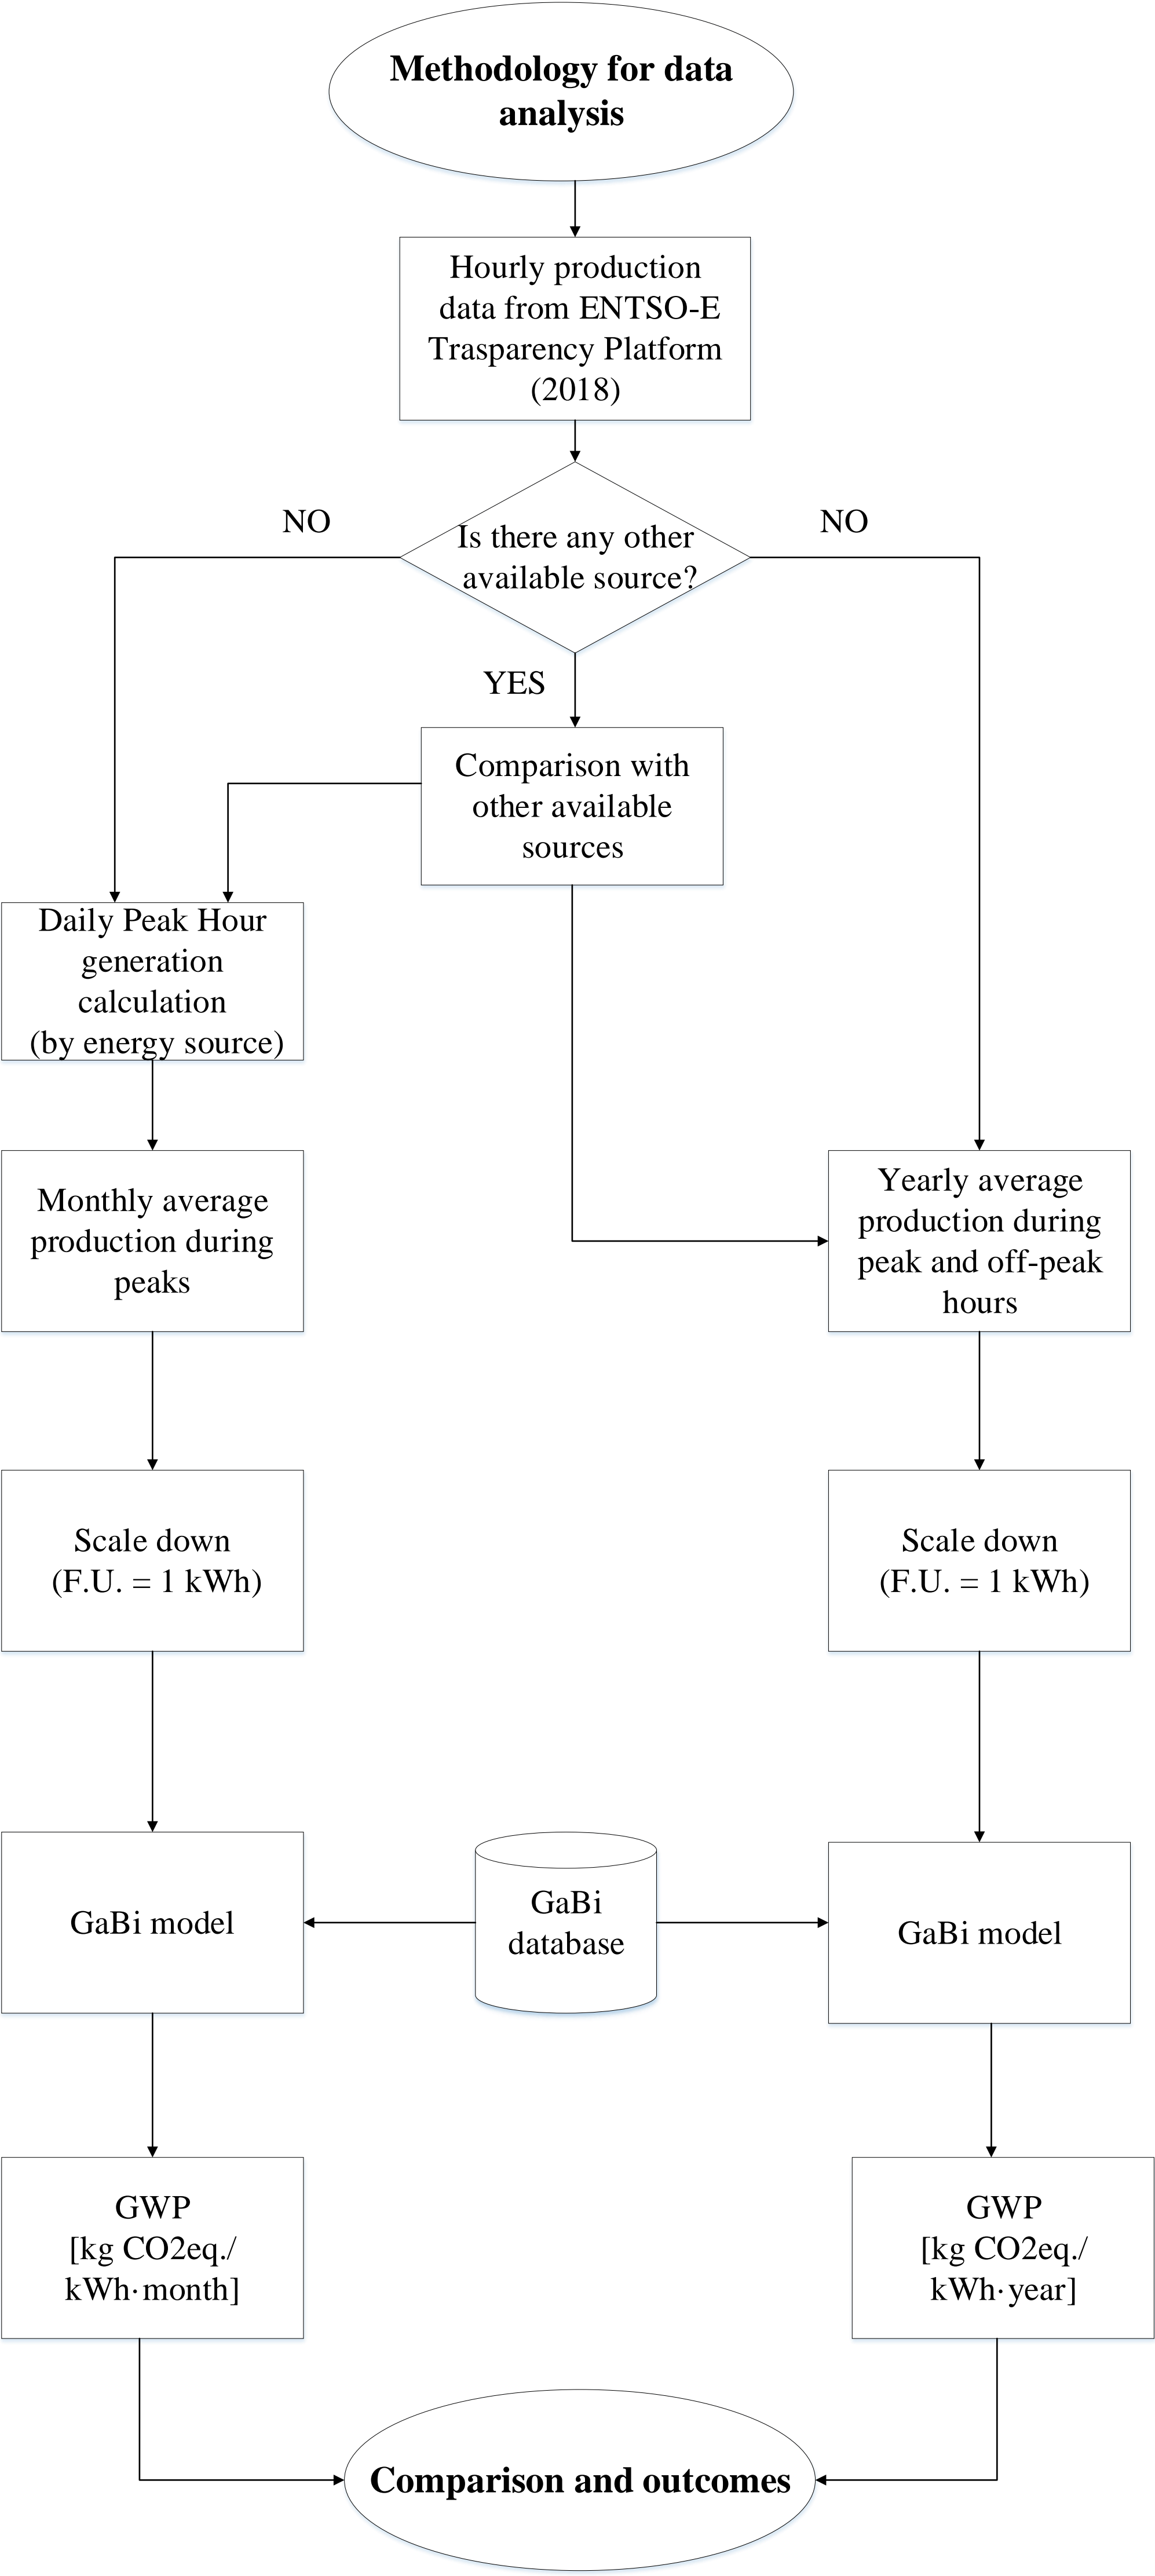 Methodology for data
analysis
Hourly production
data from ENTSO-E
Trasparency Platform
(2018)
NO
NO
Is there any other
available source?
YES
Comparison with
other available
sources
Daily Peak Hour
generation
calculation
(by energy source)
Monthly average
production during
peaks
Yearly average
production during
peak and off-peak
hours
Scale down
(F.U. = 1 kWh)
Scale down
(F.U. = 1 kWh)
GaBi model
GaBi
database
GaBi model
GWP
[kg CO2eq./
kWh·month]
GWP
[kg CO2eq./
kWh·year]
Comparison and outcomes